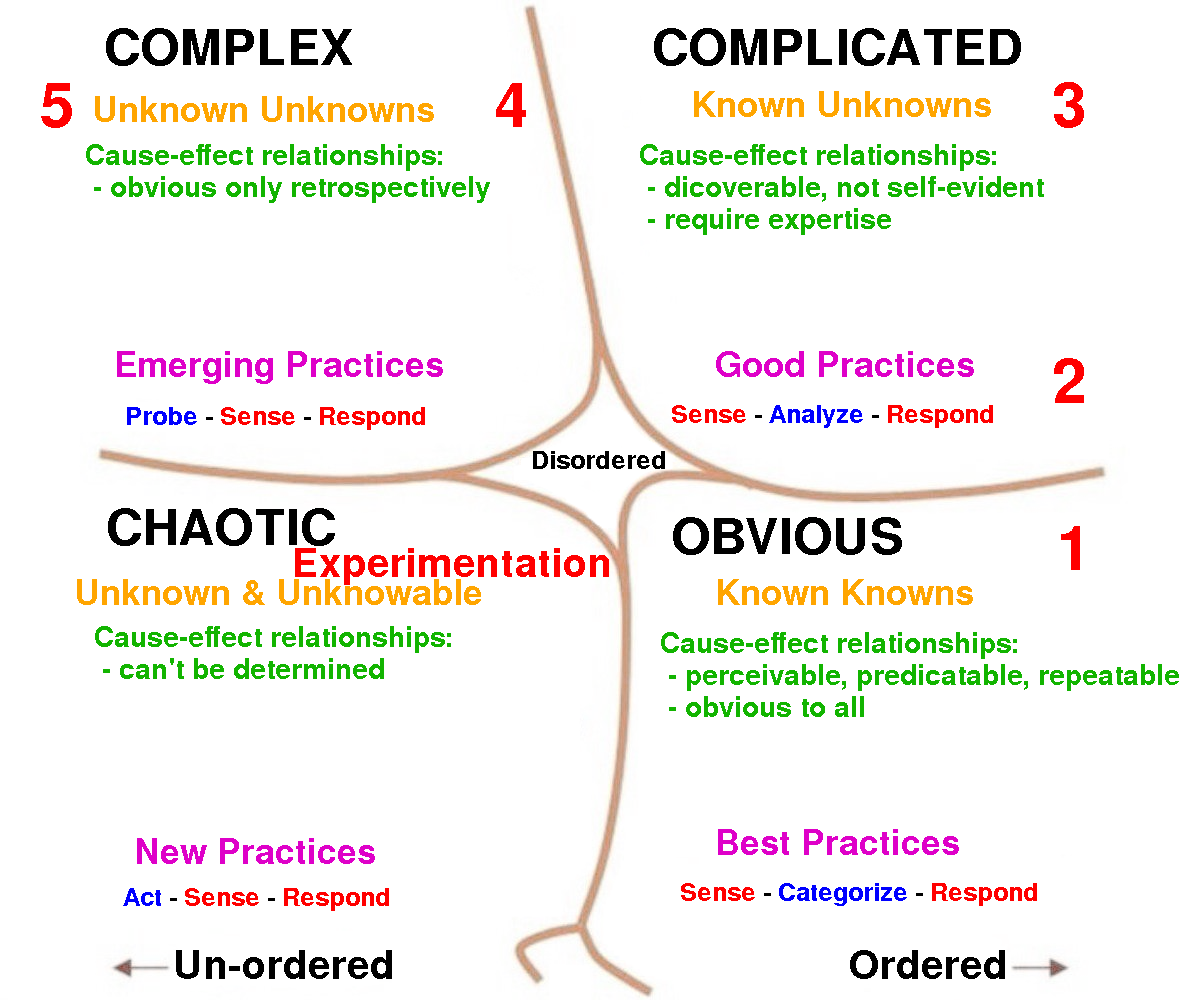 COMPLEX
5 Unknown Unknowns 4
Cause-effect relationships:
- obvious only retrospectively
Emerging Practices
Probe - Sense - Respond
COMPLICATED
Known Unknowns 3
Cause-effect relationships:
- dicoverable, not self-evident
- require expertise
Good Practices 2
Sense - Analyze - Respond
Disordered
CHAOTIC
Experimentation
Unknown & Unknowable
Cause-effect relationships:
- can't be determined
New Practices
Act - Sense - Respond
OBVIOUS 1
Known Knowns
Cause-effect relationships:
- perceivable, predicatable, repeatable
- obvious to all
Best Practices
Sense - Categorize - Respond
Un-ordered
Ordered